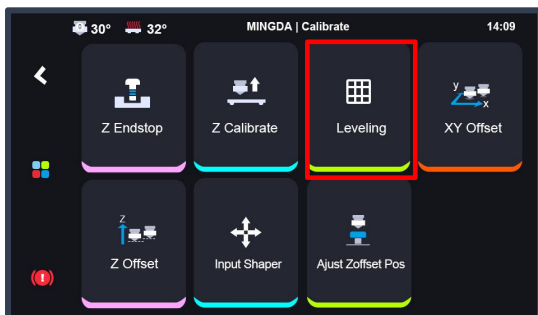 30° 32° MINGDA | Calibrate 14:09
Z Endstop Z Calibrate Leveling XY Offset
y
x
Z
Z Offset Input Shaper Ajust Zoffset Pos